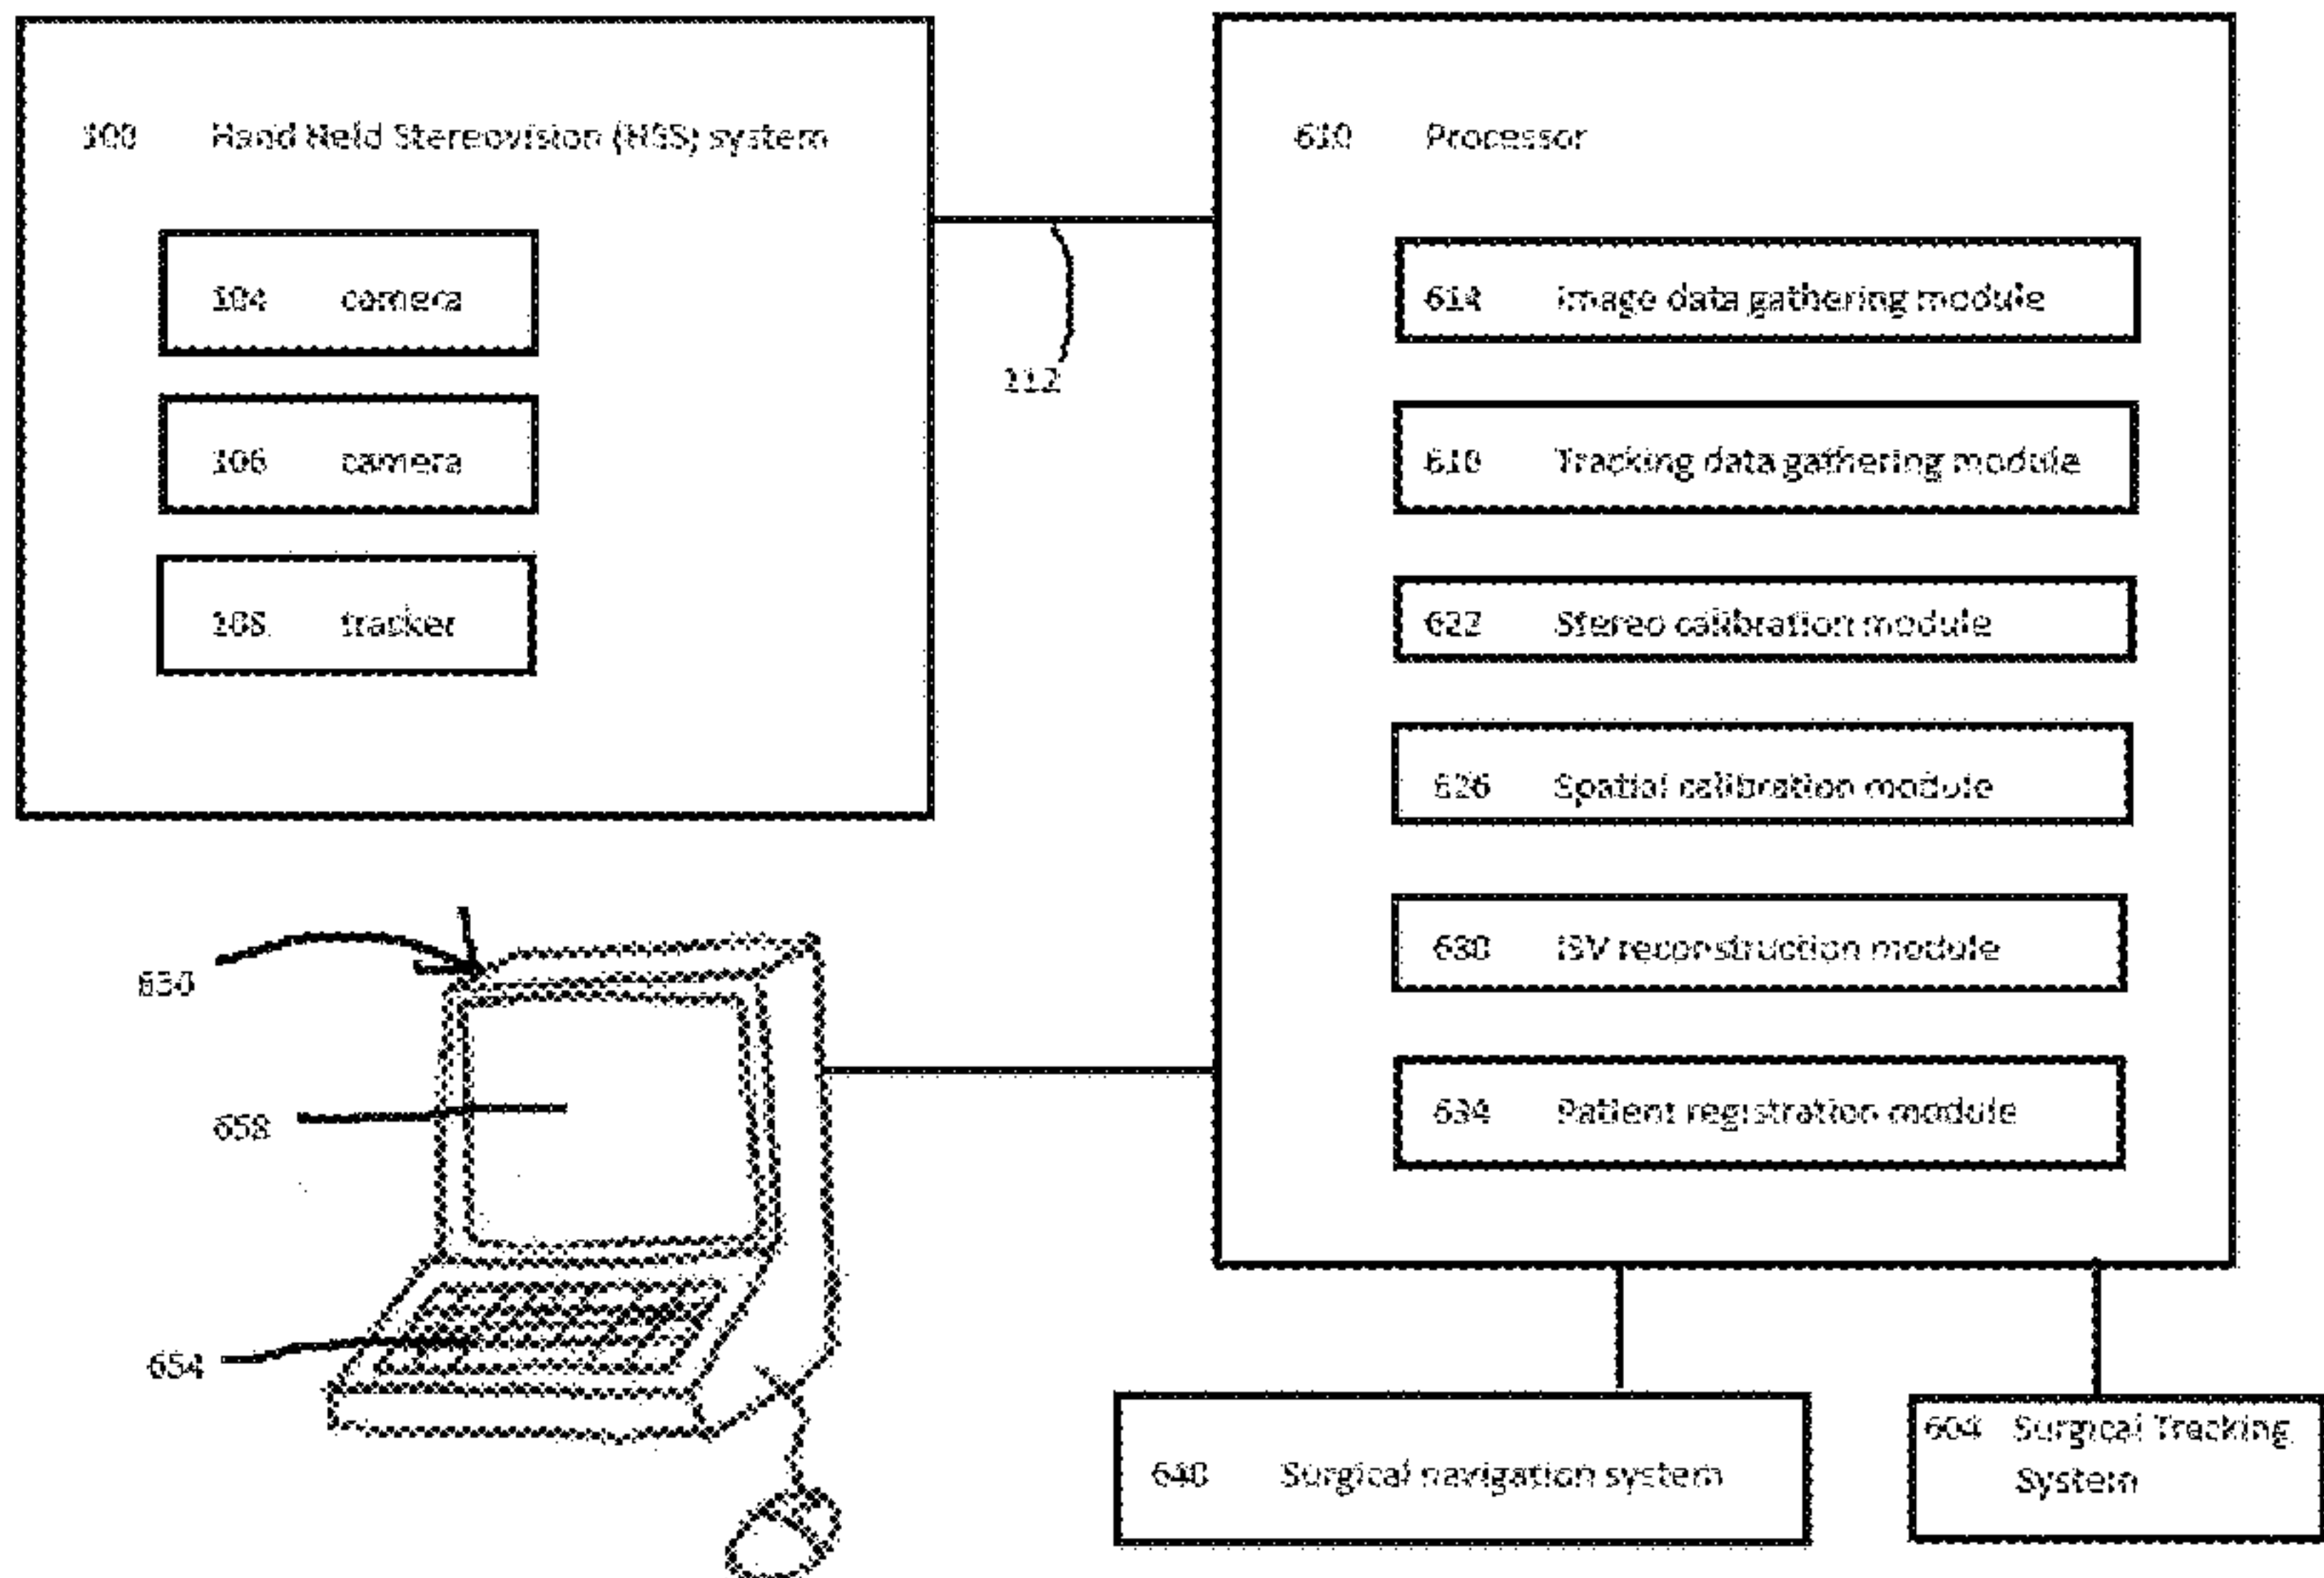 100 Hand Held Stereovision (HSS) system
104 camera
106 camera
108 tracker
112
610 Processor
614 Image data gathering module
618 Tracking data gathering module
622 Stereo calibration module
626 Spatial calibration module
630 iSV reconstruction module
634 Patient registration module
650
658
654
640 Surgical navigation system
604 Surgical Tracking
System